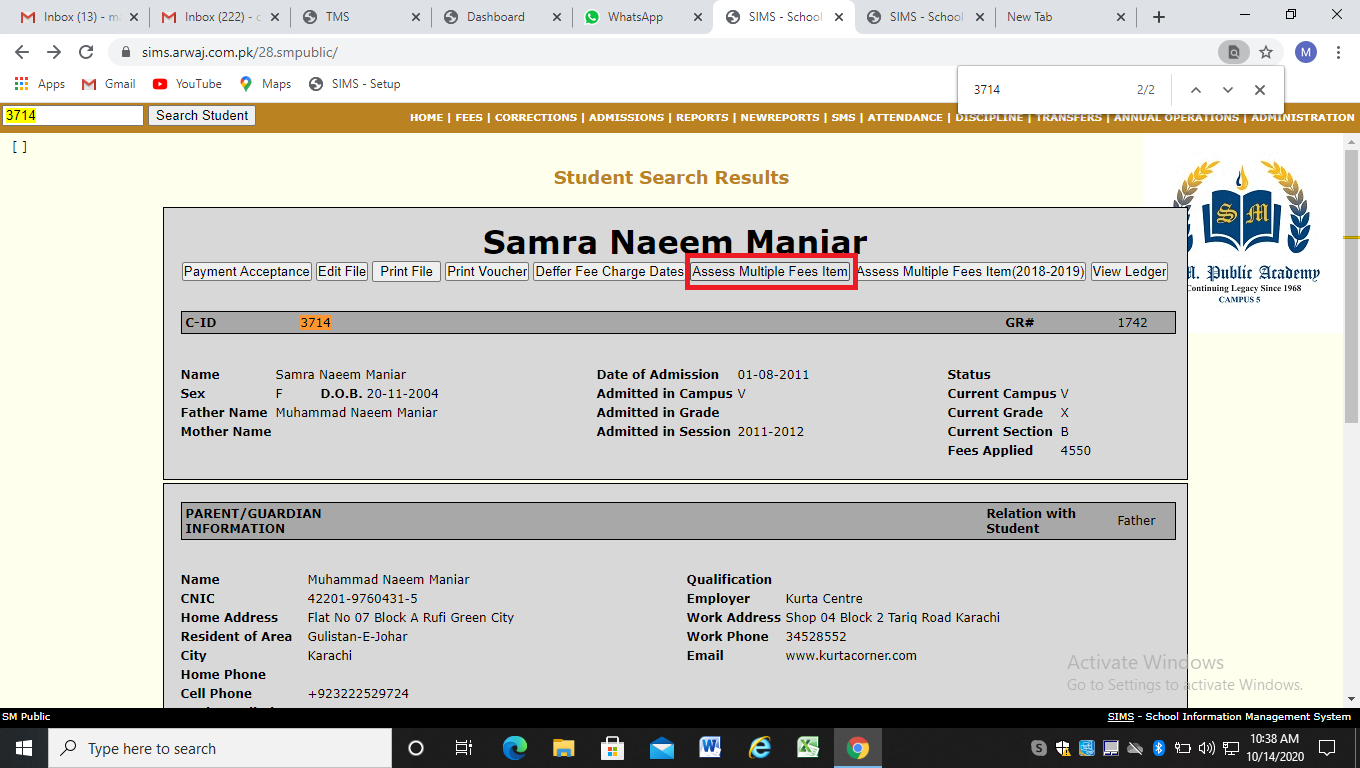 Inbox (13) - m
Inbox (222) - c
TMS
Dashboard
WhatsApp
SIMS - School
SIMS - School
New Tab
sims.arwaj.com.pk/28.smpublic/
M
Apps
Gmail
YouTube
Maps
SIMS - Setup
3714 2/2
3714
Search Student
HOME | FEES | CORRECTIONS | ADMISSIONS | REPORTS | NEWREPORTS | SMS | ATTENDANCE | DISCIPLINE | TRANSFERS | ANNUAL OPERATIONS | ADMINISTRATION
[ ]
Student Search Results
S M
M. Public Academy
Continuing Legacy Since 1968
CAMPUS 5
Samra Naeem Maniar
Payment Acceptance
Edit File
Print File
Print Voucher
Deffer Fee Charge Dates
Assess Multiple Fees Item
Assess Multiple Fees Item(2018-2019)
View Ledger
C-ID 3714 GR# 1742
Name Samra Naeem Maniar
Sex F D.O.B. 20-11-2004
Father Name Muhammad Naeem Maniar
Mother Name
Date of Admission 01-08-2011
Admitted in Campus V
Admitted in Grade
Admitted in Session 2011-2012
Status
Current Campus V
Current Grade X
Current Section B
Fees Applied 4550
PARENT/GUARDIAN
INFORMATION
Relation with
Student
Father
Name Muhammad Naeem Maniar
CNIC 42201-9760431-5
Home Address Flat No 07 Block A Rufi Green City
Resident of Area Gulistan-E-Johar
City Karachi
Home Phone
Cell Phone +923222529724
Qualification
Employer Kurta Centre
Work Address Shop 04 Block 2 Tariq Road Karachi
Work Phone 34528552
Email www.kurtacorner.com
Activate Windows
Go to Settings to activate Windows.
SM Public
SIMS - School Information Management System
Type here to search
10:38 AM
10/14/2020